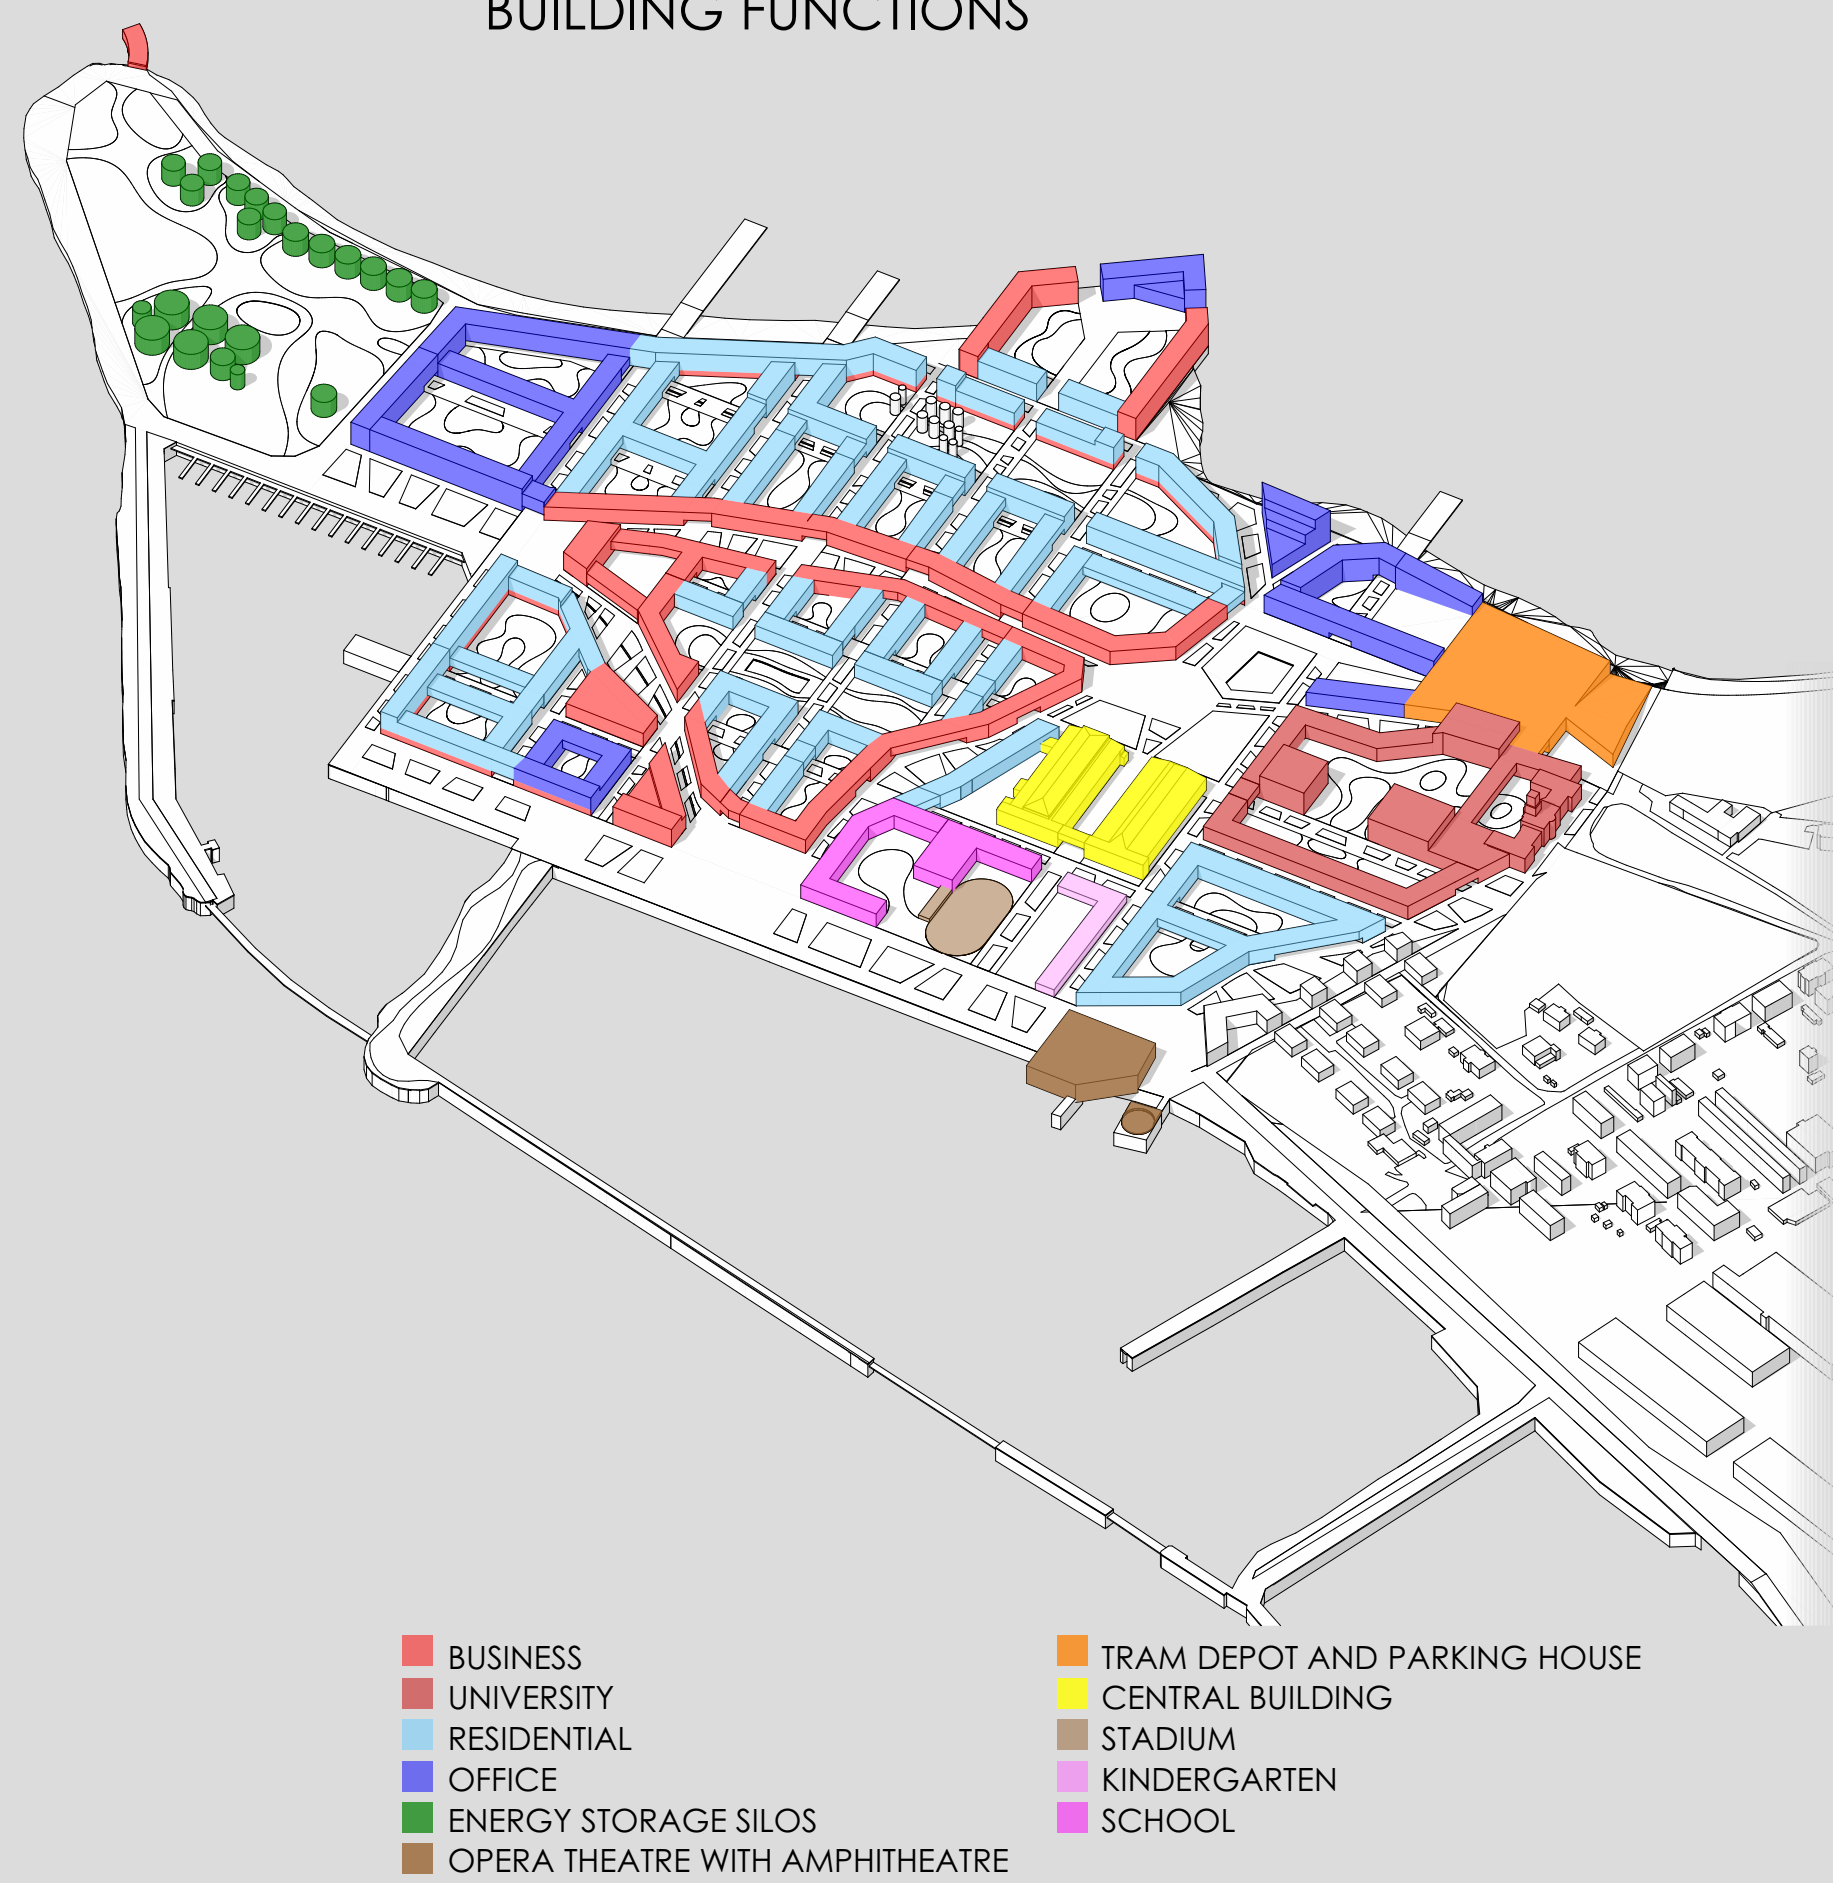 BUILDING FUNCTIONS
BUSINESS
UNIVERSITY
RESIDENTIAL
OFFICE
ENERGY STORAGE SILOS
OPERA THEATRE WITH AMPHITHEATRE
TRAM DEPOT AND PARKING HOUSE
CENTRAL BUILDING
STADIUM
KINDERGARTEN
SCHOOL